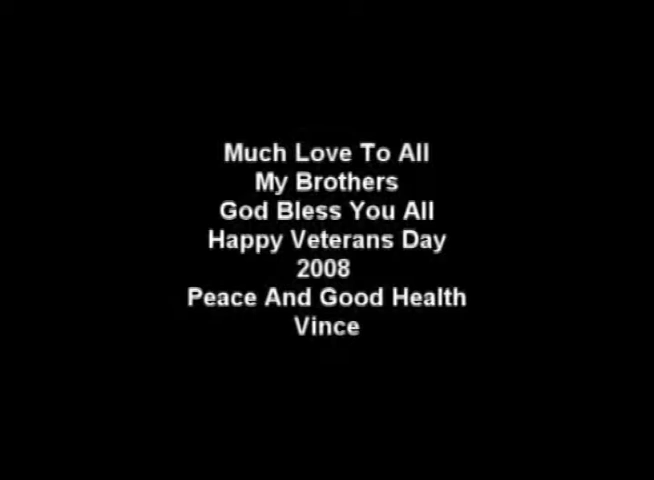 Much Love To All
My Brothers
God Bless You All
Happy Veterans Day
2008
Peace And Good Health
Vince